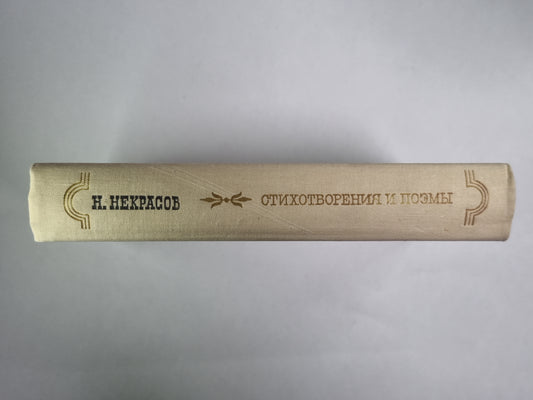 Н. НЕКРАСОВ СТИХОТВОРЕНИЯ И ПОЭМЫ